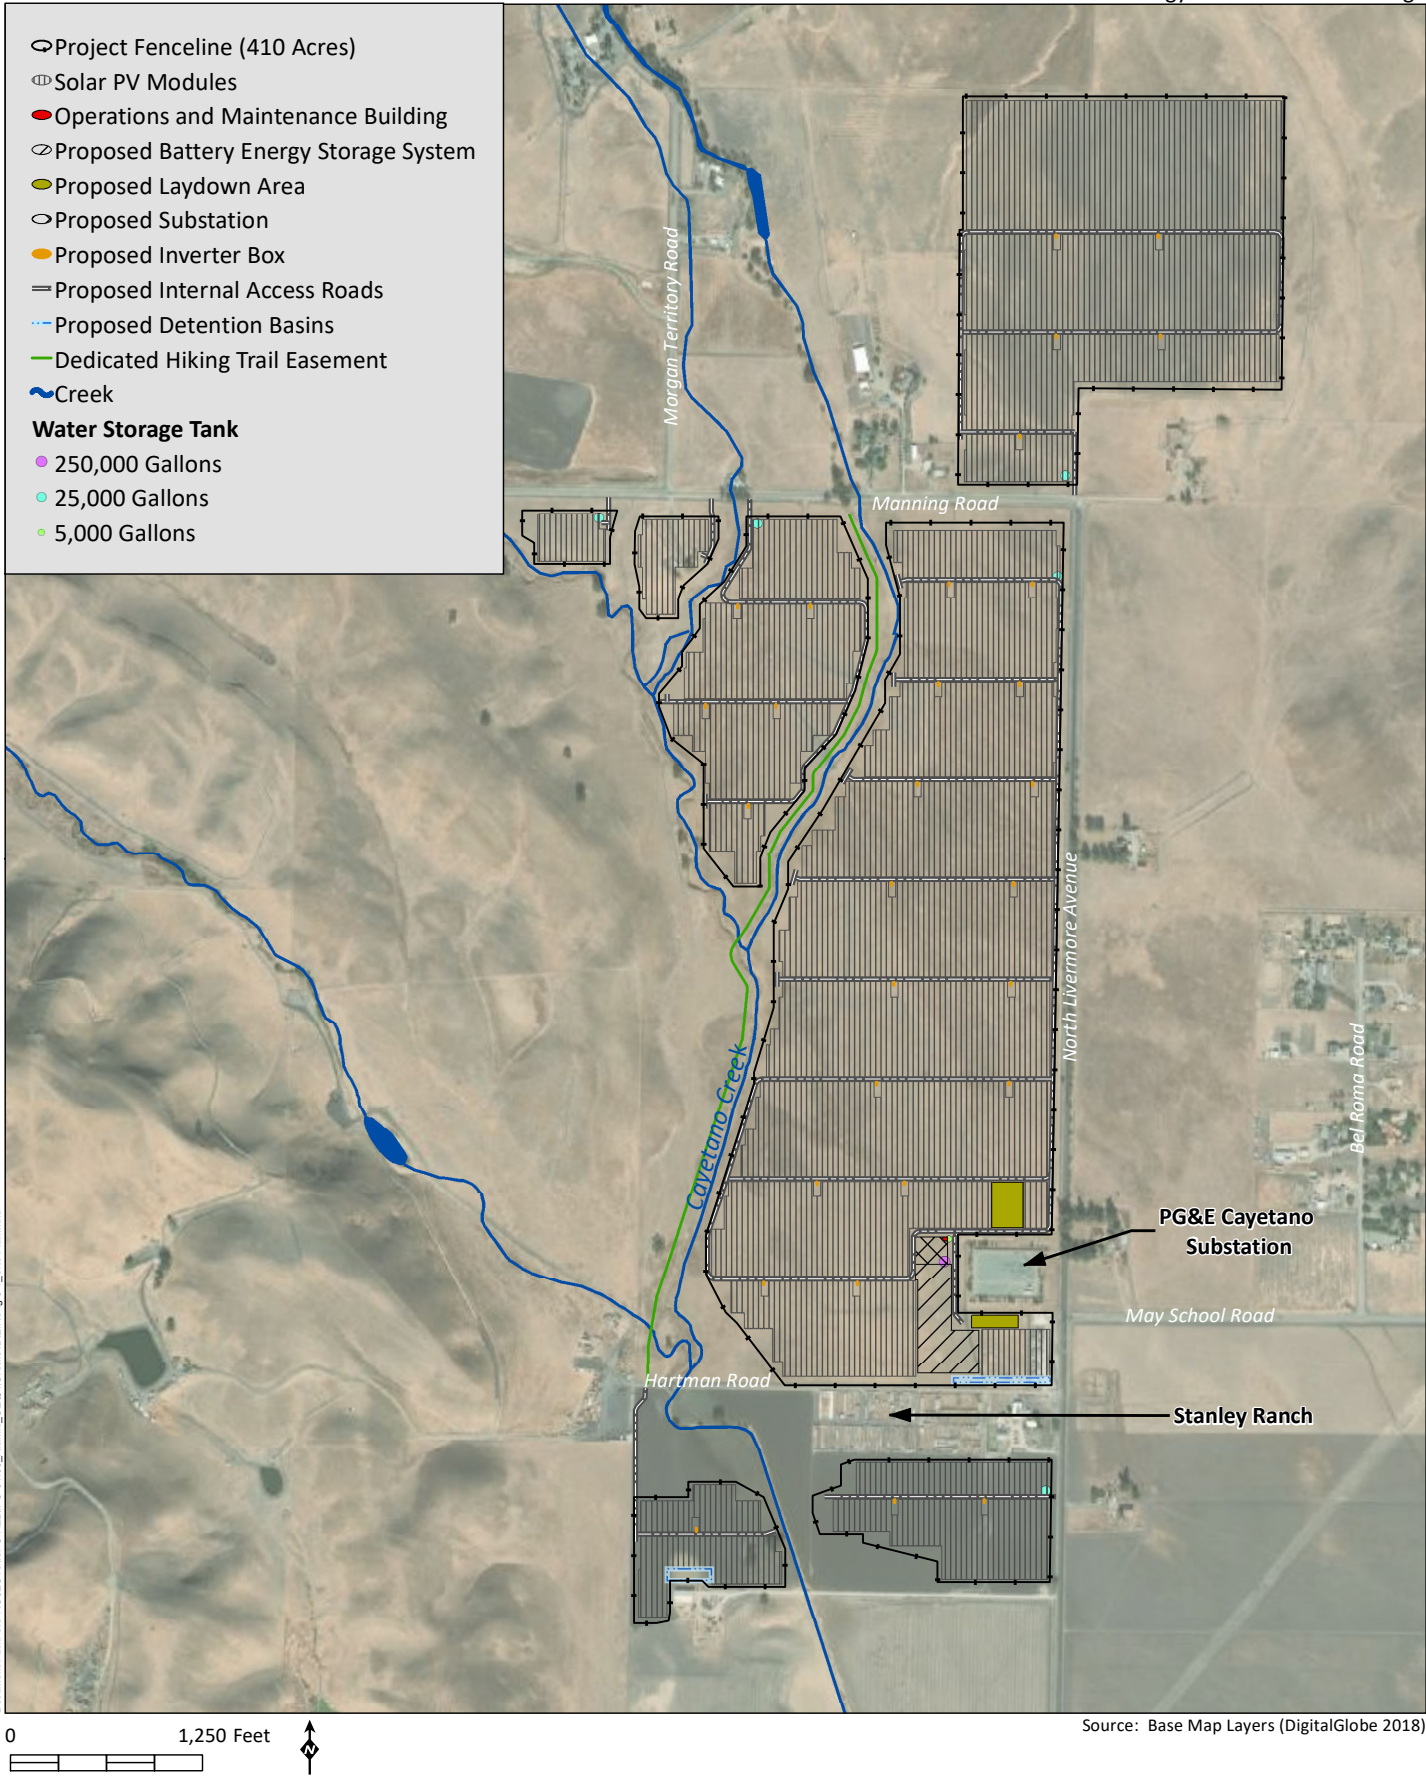 Project Fenceline (410 Acres)
Solar PV Modules
Operations and Maintenance Building
Proposed Battery Energy Storage System
Proposed Laydown Area
Proposed Substation
Proposed Inverter Box
Proposed Internal Access Roads
Proposed Detention Basins
Dedicated Hiking Trail Easement
Creek
Water Storage Tank
250,000 Gallons
25,000 Gallons
5,000 Gallons
Morgan Territory Road
Manning Road
North Livermore Avenue
Bel Roma Road
Cayetano Creek
PG&E Cayetano
Substation
May School Road
Hartman Road
Stanley Ranch
0 1,250 Feet
N
Source: Base Map Layers (DigitalGlobe 2018)